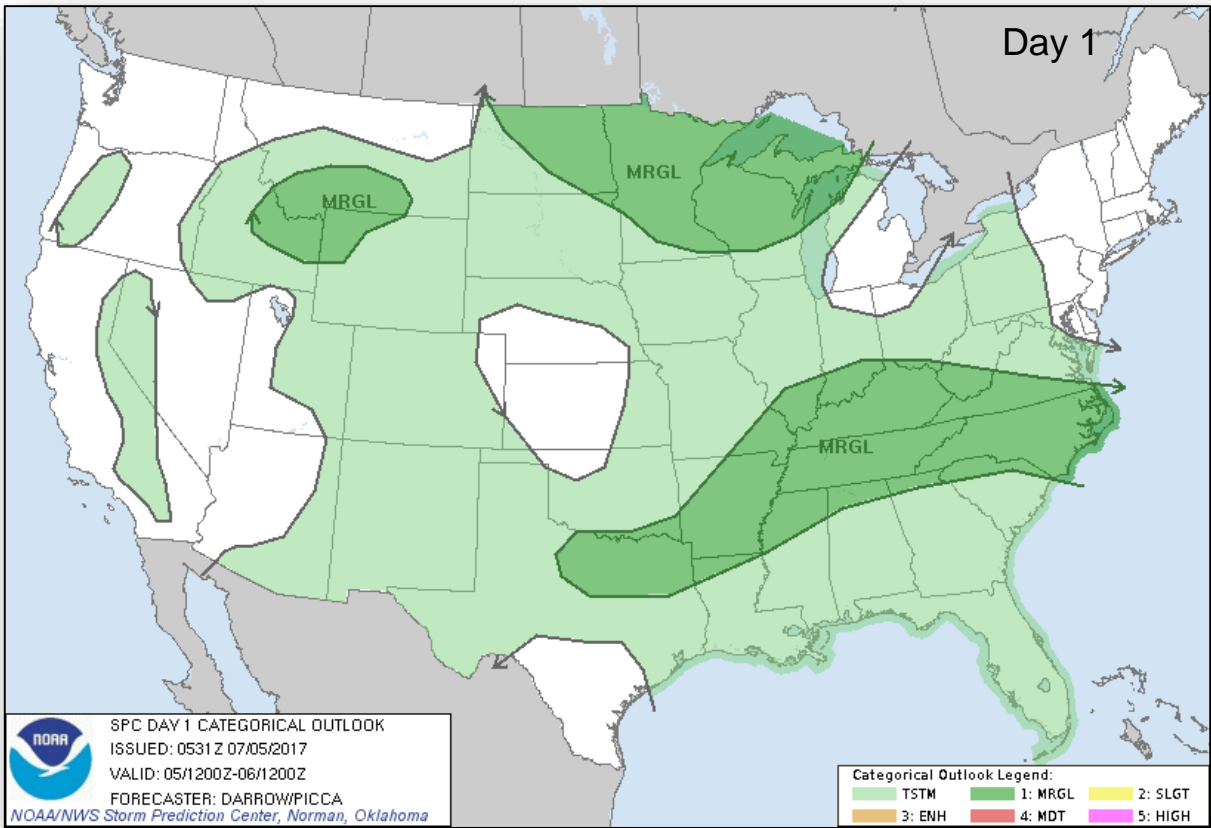 Day 1
MRGL
MRGL
MRGL
SPC DAY 1 CATEGORICAL OUTLOOK
ISSUED: 0531Z 07/05/2017
VALID: 05/1200Z-06/1200Z
FORECASTER: DARROW/PICCA
NOAA/NWS Storm Prediction Center, Norman, Oklahoma
NOAA
Categorical Outlook Legend:
TSTM 1: MRGL 2: SLGT
3: ENH 4: MDT 5: HIGH